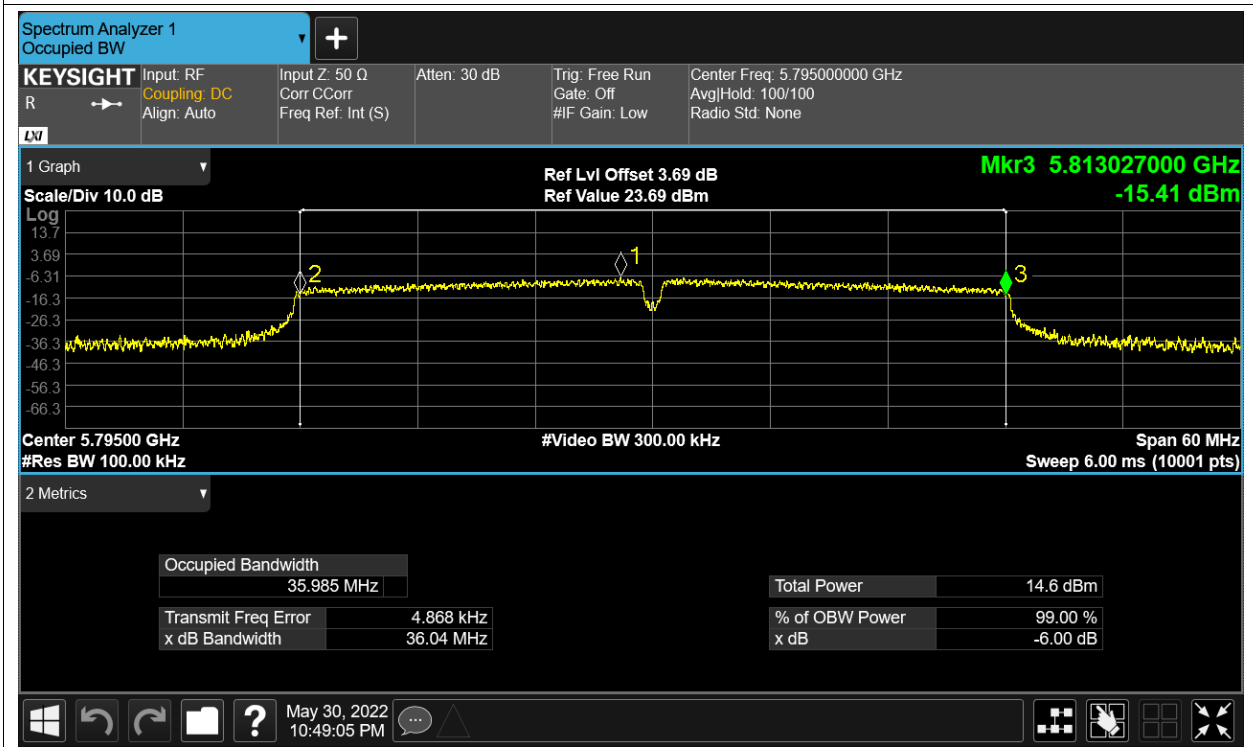 Spectrum Analyzer 1
Occupied BW
KEYSIGHT
R
LXI
Input: RF
Coupling: DC
Align: Auto
Input Z: 50 Ω
Corr CCorr
Freq Ref: Int (S)
Atten: 30 dB
Trig: Free Run
Gate: Off
#IF Gain: Low
Center Freq: 5.795000000 GHz
Avg|Hold: 100/100
Radio Std: None
1 Graph
Scale/Div 10.0 dB
Ref Lvl Offset 3.69 dB
Ref Value 23.69 dBm
Mkr3 5.813027000 GHz
-15.41 dBm
Log
13.7
3.69
-6.31
-16.3
-26.3
-36.3
-46.3
-56.3
-66.3
2
1
3
Center 5.79500 GHz
#Res BW 100.00 kHz
#Video BW 300.00 kHz
Span 60 MHz
Sweep 6.00 ms (10001 pts)
2 Metrics
Occupied Bandwidth
35.985 MHz
Transmit Freq Error 4.868 kHz
x dB Bandwidth 36.04 MHz
Total Power 14.6 dBm
% of OBW Power 99.00 %
x dB -6.00 dB
?
May 30, 2022
10:49:05 PM